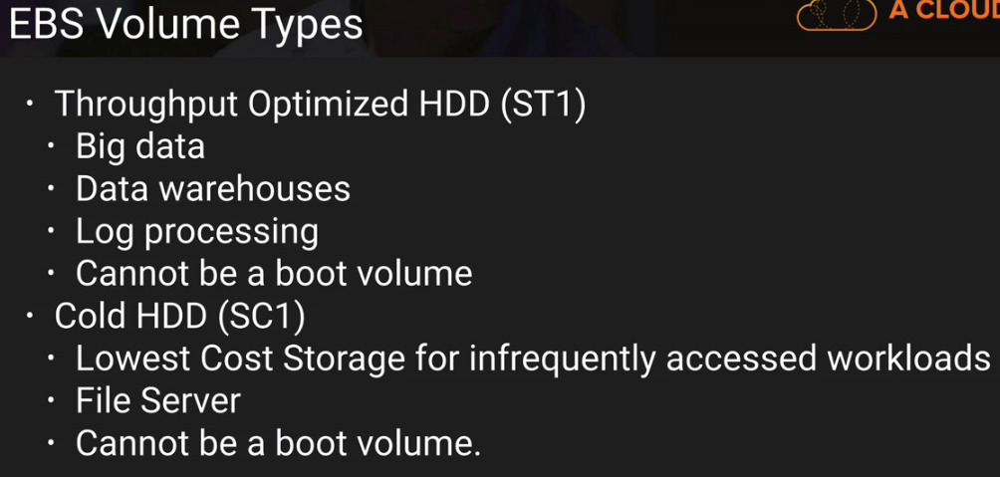 EBS Volume Types
A CLOUD
• Throughput Optimized HDD (ST1)
• Big data
• Data warehouses
• Log processing
• Cannot be a boot volume
• Cold HDD (SC1)
• Lowest Cost Storage for infrequently accessed workloads
• File Server
• Cannot be a boot volume.